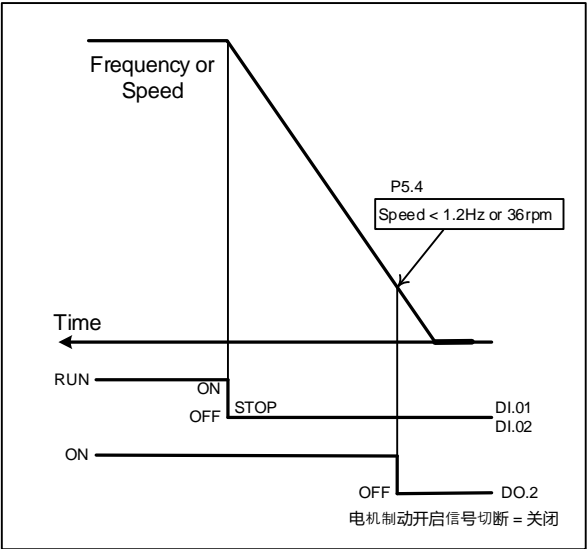 Frequency or
Speed
P5.4
Speed < 1.2Hz or 36rpm
Time
RUN
ON
OFF
STOP
DI.01
DI.02
ON
OFF
DO.2
电机制动开启信号切断 = 关闭